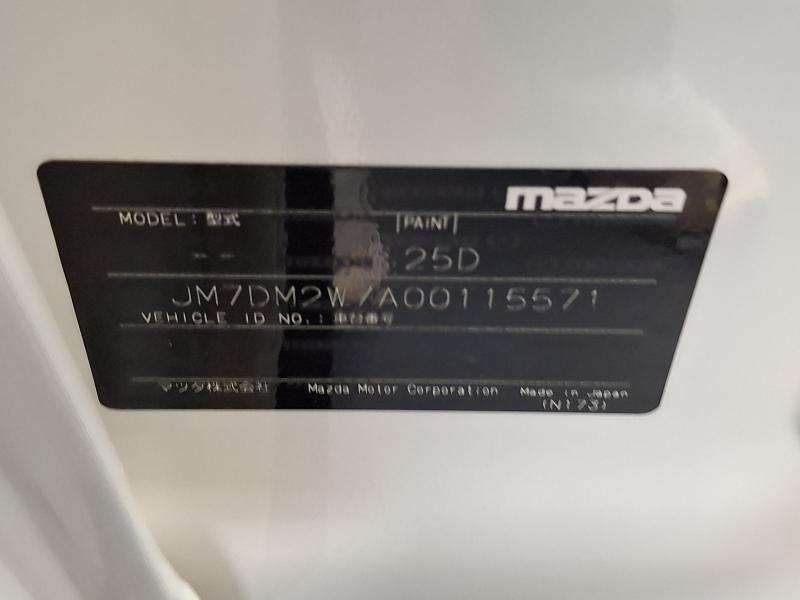 mazda
MODEL: 型式 [PAINT]
-- 25D
JM7DM2W7A00115571
VEHICLE ID NO.: 車台番号
マツダ株式会社 Mazda Motor Corporation Made in Japan
(N173)